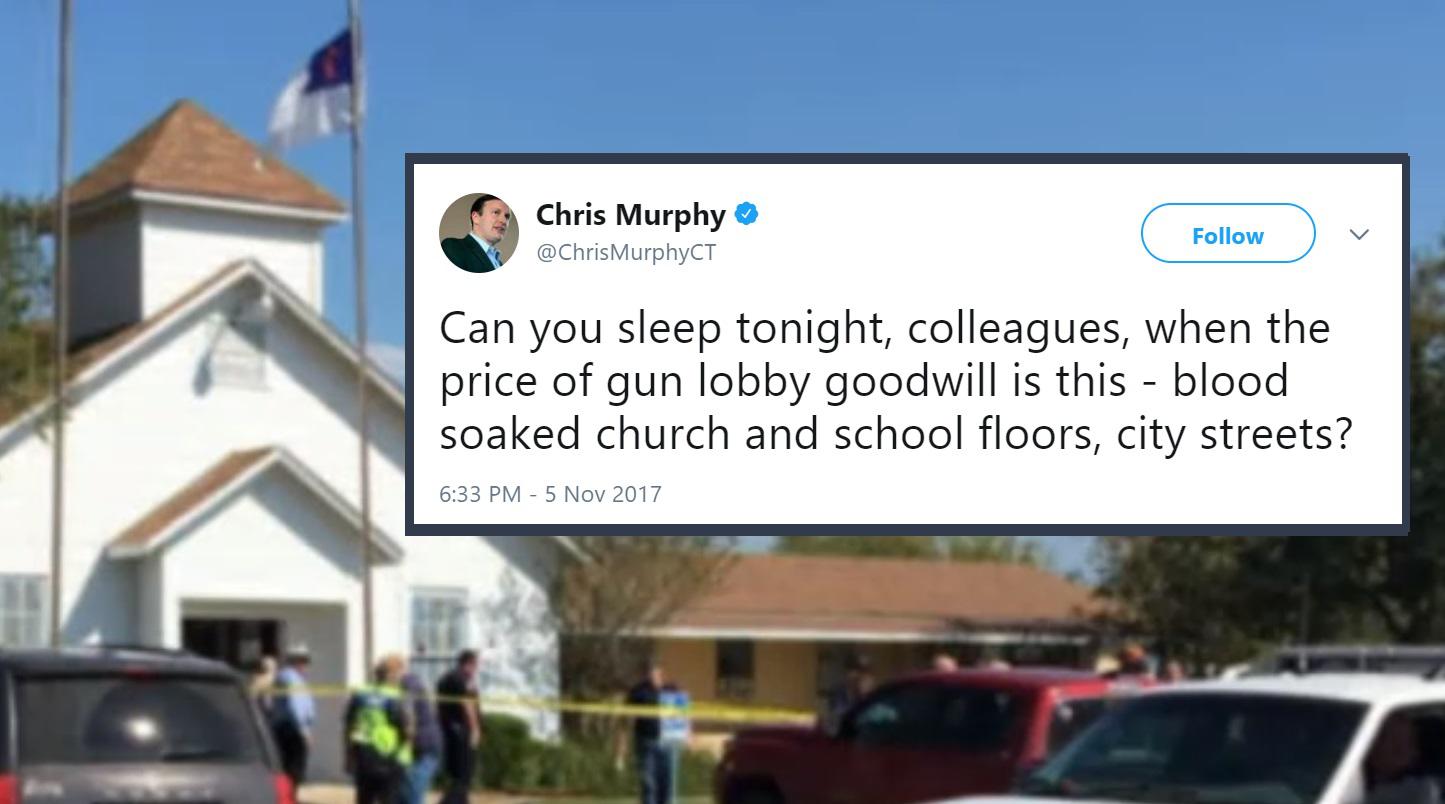 Chris Murphy
@ChrisMurphyCT
Follow
Can you sleep tonight, colleagues, when the
price of gun lobby goodwill is this - blood
soaked church and school floors, city streets?
6:33 PM - 5 Nov 2017